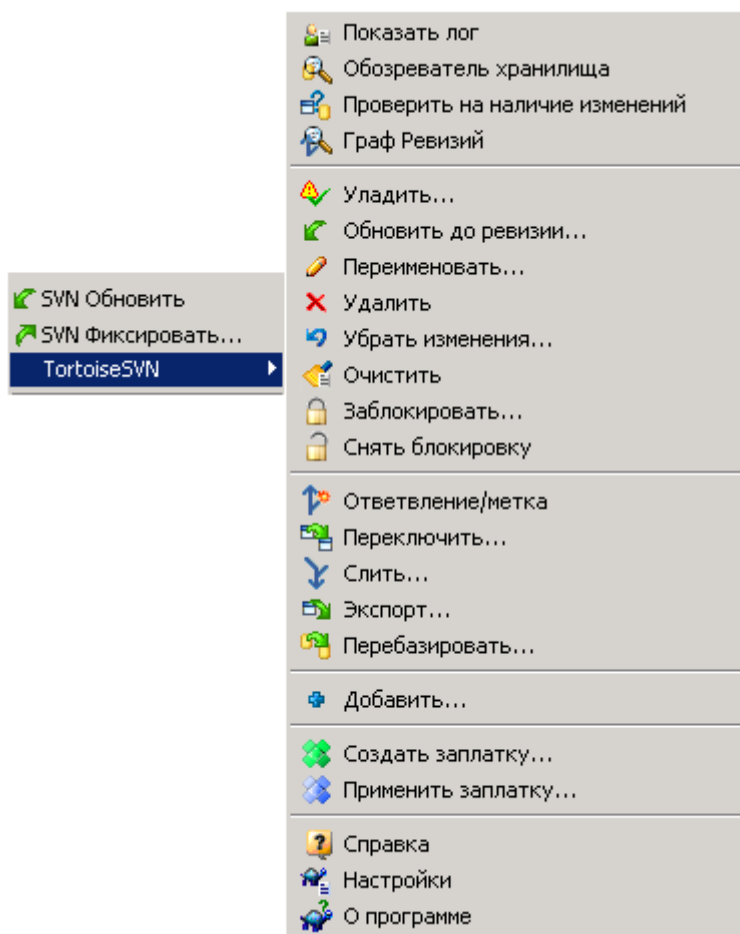 SVN Обновить
SVN Фиксировать...
TortoiseSVN
Показать лог
Обозреватель хранилища
Проверить на наличие изменений
Граф Ревизий
Уладить...
Обновить до ревизии...
Переименовать...
Удалить
Убрать изменения...
Очистить
Заблокировать...
Снять блокировку
Ответвление/метка
Переключить...
Слить...
Экспорт...
Перебазировать...
Добавить...
Создать заплатку...
Применить заплатку...
Справка
Настройки
О программе